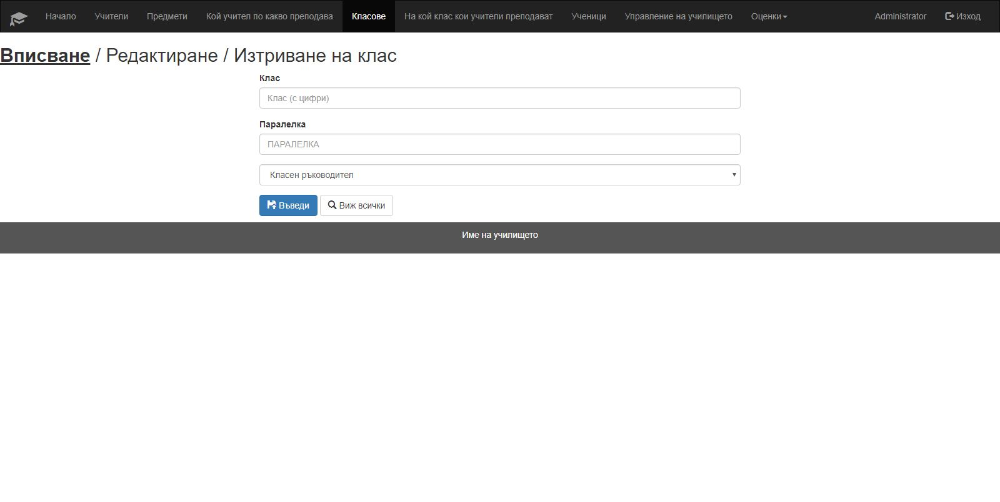 Начало Учители Предмети Кой учител по какво преподава Класове На кой клас кои учители преподават Ученици Управление на училището Оценки Administrator Изход
Вписване / Редактиране / Изтриване на клас
Клас
Клас (с цифри)
Паралелка
ПАРАЛЕЛКА
Класен ръководител
Въведи Виж всички
Име на училището